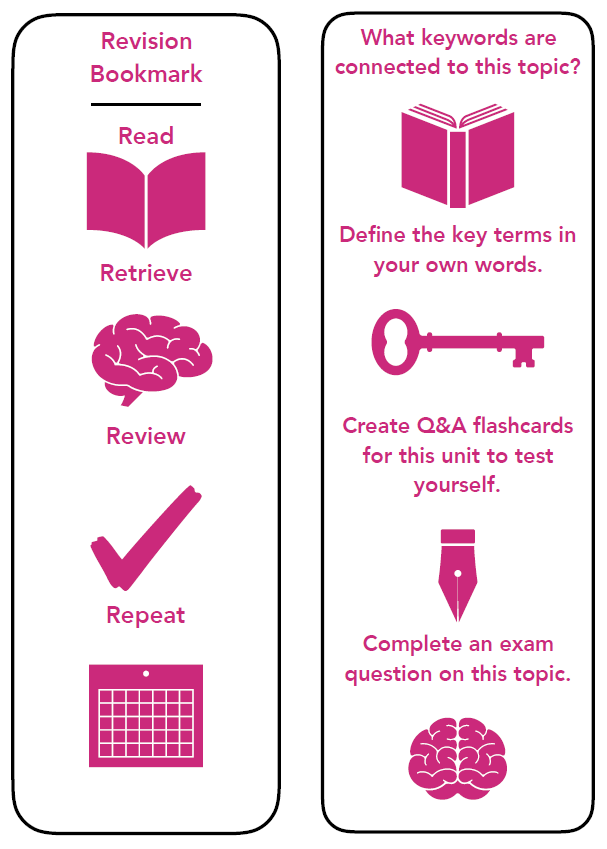 Revision
Bookmark
Read
Retrieve
Review
Repeat
What keywords are
connected to this topic?
Define the key terms in
your own words.
Create Q&A flashcards
for this unit to test
yourself.
Complete an exam
question on this topic.